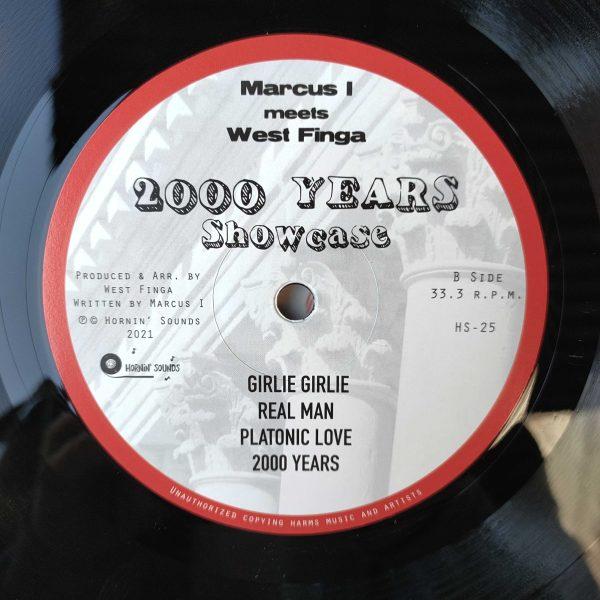 Marcus I
meets
West Finga
2000 YEARS
Showcase
PRODUCED & ARR. BY
WEST FINGA
WRITTEN BY MARCUS I
℗© HORNIN' SOUNDS
2021
HORNIN' SOUNDS
B SIDE
33.3 R.P.M.
HS-25
GIRLIE GIRLIE
REAL MAN
PLATONIC LOVE
2000 YEARS
UNAUTHORIZED COPYING HARMS MUSIC AND ARTISTS